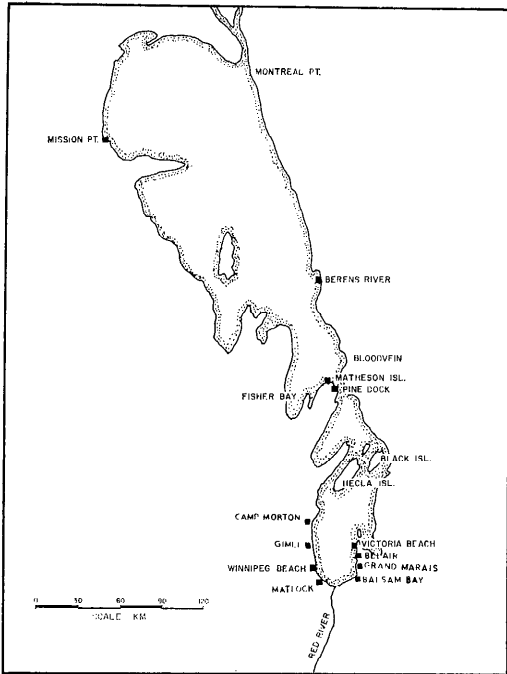 MONTREAL PT.
MISSION PT.
BERENS RIVER
BLOODVEIN
MATHESON ISL.
FISHER BAY
PINE DOCK
BLACK ISL.
HECLA ISL.
CAMP MORTON
GIMLI
VICTORIA BEACH
BELAIR
WINNIPEG BEACH
GRAND MARAIS
MATLOCK
BALSAM BAY
0 30 60 90 120
SCALE KM
RED RIVER